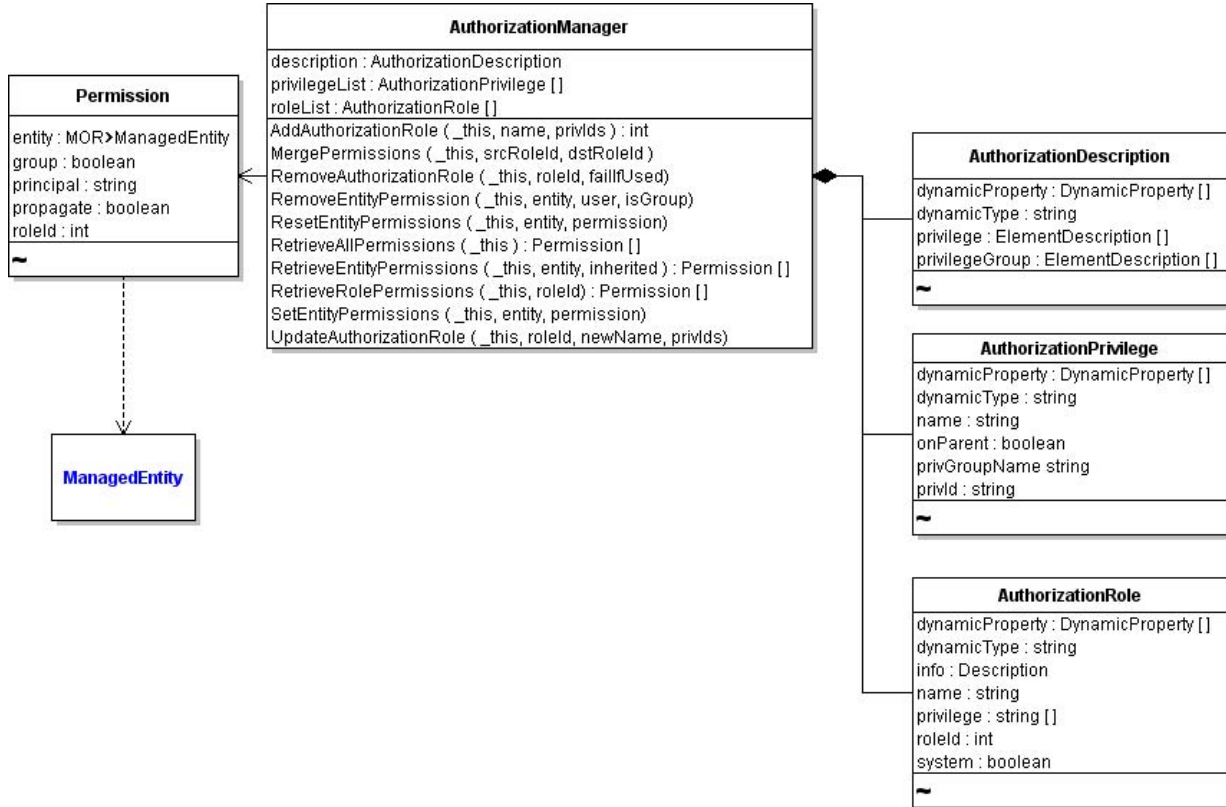 AuthorizationManager
description : AuthorizationDescription
privilegeList : AuthorizationPrivilege [ ]
roleList : AuthorizationRole [ ]
AddAuthorizationRole ( _this, name, privIds ) : int
MergePermissions ( _this, srcRoleId, dstRoleId )
RemoveAuthorizationRole ( _this, roleId, failIfUsed)
RemoveEntityPermission ( _this, entity, user, isGroup)
ResetEntityPermissions ( _this, entity, permission)
RetrieveAllPermissions ( _this ) : Permission [ ]
RetrieveEntityPermissions ( _this, entity, inherited ) : Permission [ ]
RetrieveRolePermissions ( _this, roleId) : Permission [ ]
SetEntityPermissions ( _this, entity, permission)
UpdateAuthorizationRole ( _this, roleId, newName, privIds)
Permission
entity : MOR>ManagedEntity
group : boolean
principal : string
propagate : boolean
roleId : int
~
ManagedEntity
AuthorizationDescription
dynamicProperty : DynamicProperty [ ]
dynamicType : string
privilege : ElementDescription [ ]
privilegeGroup : ElementDescription [ ]
~
AuthorizationPrivilege
dynamicProperty : DynamicProperty [ ]
dynamicType : string
name : string
onParent : boolean
privGroupName string
privId : string
~
AuthorizationRole
dynamicProperty : DynamicProperty [ ]
dynamicType : string
info : Description
name : string
privilege : string [ ]
roleId : int
system : boolean
~